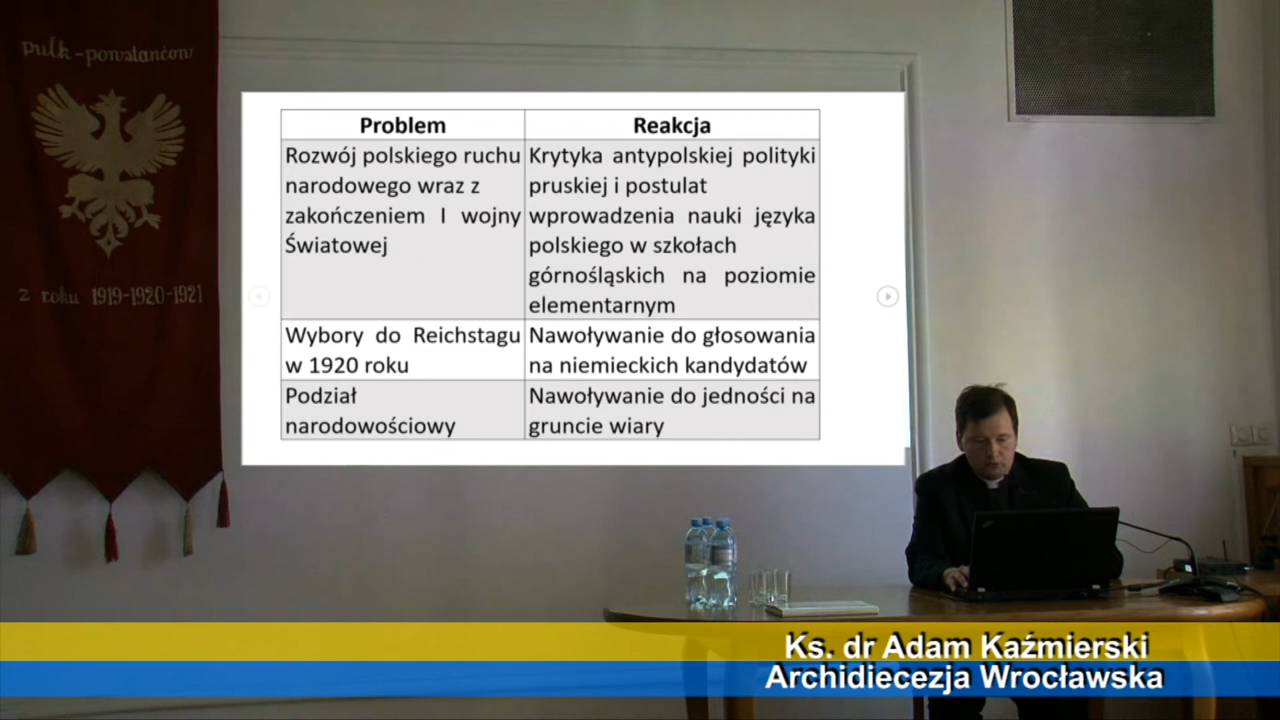 pułk-powstańców
z roku 1919-1920-1921
Problem
Reakcja
Rozwój polskiego ruchu
narodowego wraz z
zakończeniem I wojny
Światowej
Krytyka antypolskiej polityki
pruskiej i postulat
wprowadzenia nauki języka
polskiego w szkołach
górnośląskich na poziomie
elementarnym
Wybory do Reichstagu
w 1920 roku
Nawoływanie do głosowania
na niemieckich kandydatów
Podział
narodowościowy
Nawoływanie do jedności na
gruncie wiary
Ks. dr Adam Kaźmierski
Archidiecezja Wrocławska